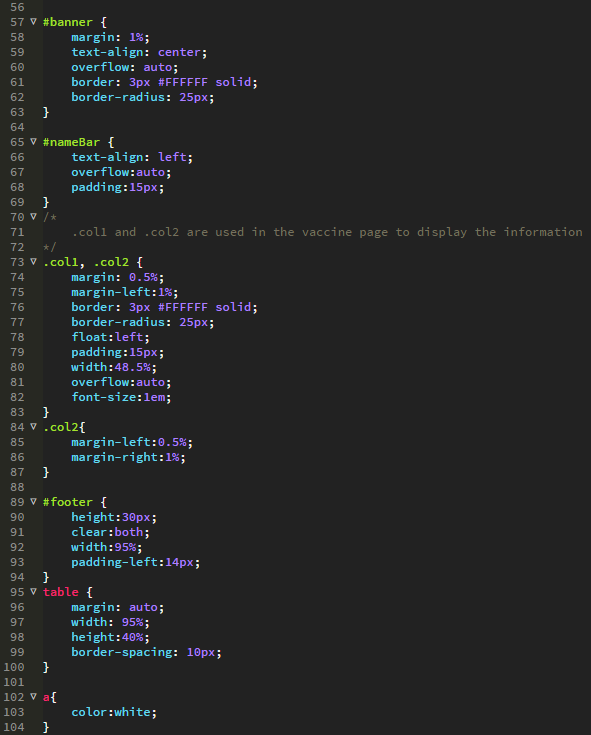 56
57 ▽ #banner {
58     margin: 1%;
59     text-align: center;
60     overflow: auto;
61     border: 3px #FFFFFF solid;
62     border-radius: 25px;
63 }
64
65 ▽ #nameBar {
66     text-align: left;
67     overflow:auto;
68     padding:15px;
69 }
70 ▽ /*
71     .col1 and .col2 are used in the vaccine page to display the information
72 */
73 ▽ .col1, .col2 {
74     margin: 0.5%;
75     margin-left:1%;
76     border: 3px #FFFFFF solid;
77     border-radius: 25px;
78     float:left;
79     padding:15px;
80     width:48.5%;
81     overflow:auto;
82     font-size:1em;
83 }
84 ▽ .col2{
85     margin-left:0.5%;
86     margin-right:1%;
87 }
88
89 ▽ #footer {
90     height:30px;
91     clear:both;
92     width:95%;
93     padding-left:14px;
94 }
95 ▽ table {
96     margin: auto;
97     width: 95%;
98     height:40%;
99     border-spacing: 10px;
100 }
101
102 ▽ a{
103     color:white;
104 }